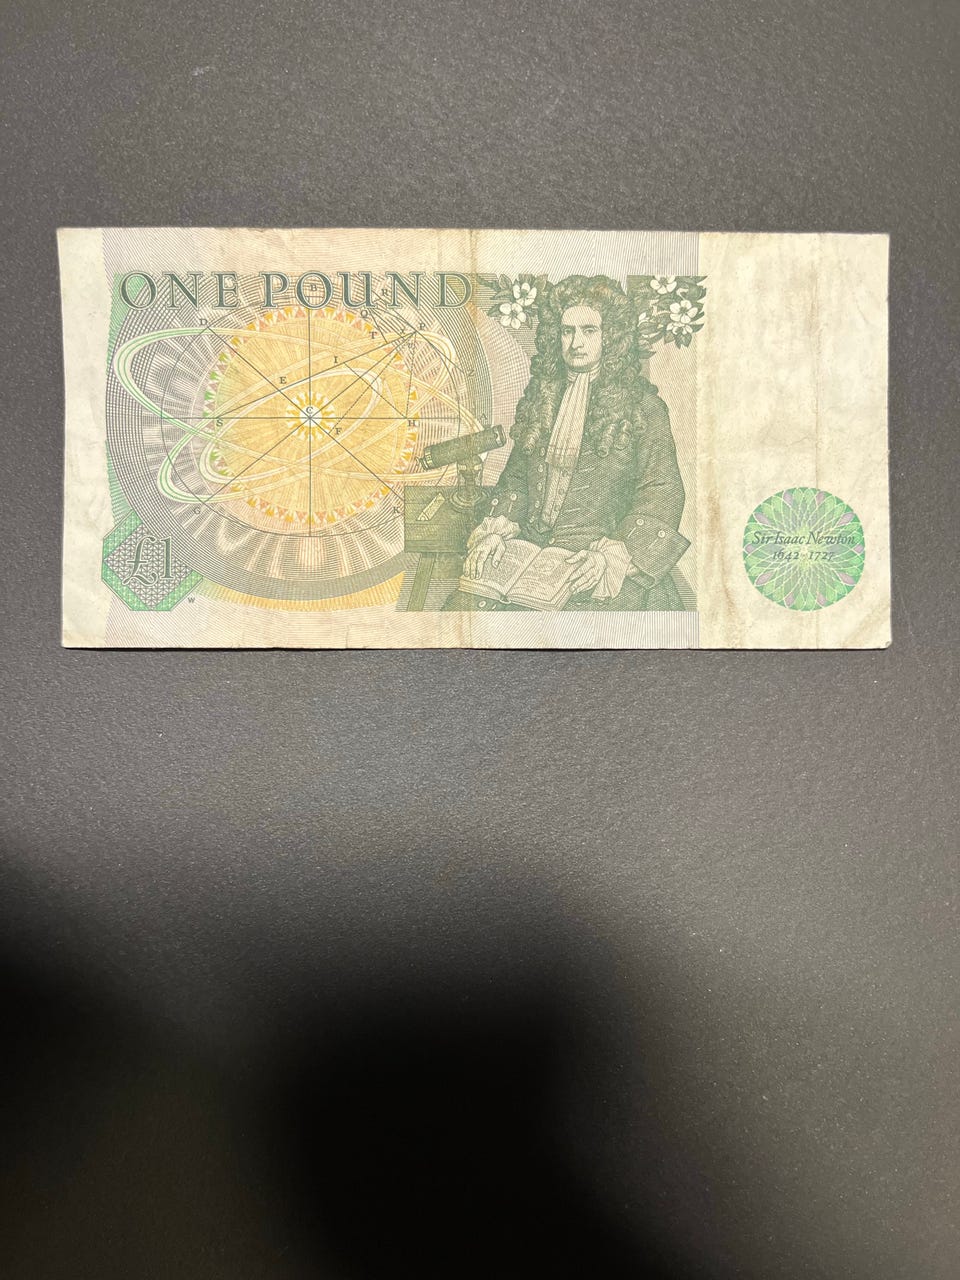 ONE POUND
B
R
D
Q
P
T
V
I
Z
E
C
S
F
H
A
G
K
£1
W
Sir Isaac Newton
1642-1727